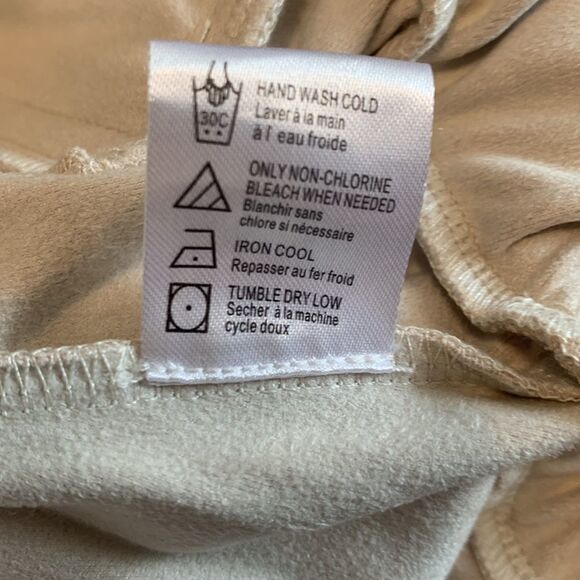 30C
HAND WASH COLD
Laver à la main
à l' eau froide
ONLY NON-CHLORINE
BLEACH WHEN NEEDED
Blanchir sans
chlore si nécessaire
IRON COOL
Repasser au fer froid
TUMBLE DRY LOW
Secher à la machine
cycle doux